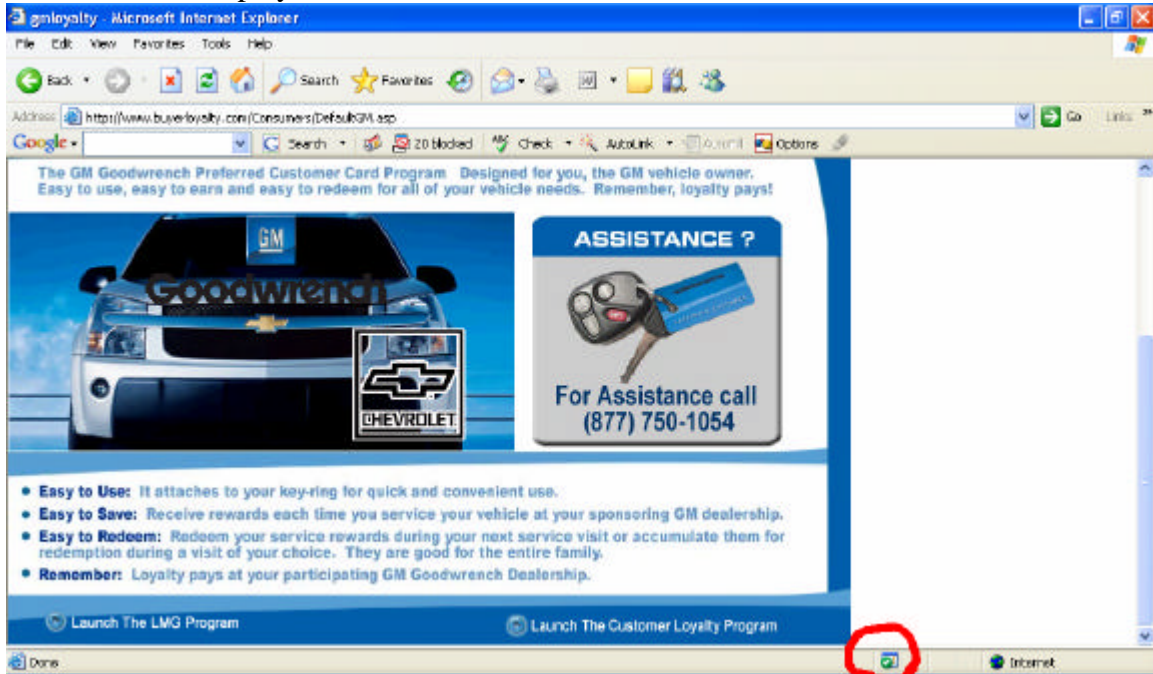 gmloyalty - Microsoft Internet Explorer
File Edit View Favorites Tools Help
Back Search Favorites
Address https://www.buyerloyalty.com/Consumers/DefaultGM.asp Go Links »
Google Search 20 blocked Check AutoLink Options
The GM Goodwrench Preferred Customer Card Program Designed for you, the GM vehicle owner.
Easy to use, easy to earn and easy to redeem for all of your vehicle needs. Remember, loyalty pays!
GM
Goodwrench
CHEVROLET
ASSISTANCE ?
For Assistance call
(877) 750-1054
• Easy to Use: It attaches to your key-ring for quick and convenient use.
• Easy to Save: Receive rewards each time you service your vehicle at your sponsoring GM dealership.
• Easy to Redeem: Redeem your service rewards during your next service visit or accumulate them for
redemption during a visit of your choice. They are good for the entire family.
• Remember: Loyalty pays at your participating GM Goodwrench Dealership.
Launch The LMG Program Launch The Customer Loyalty Program
Done Internet